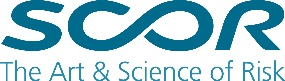 SCOR
The Art & Science of Risk